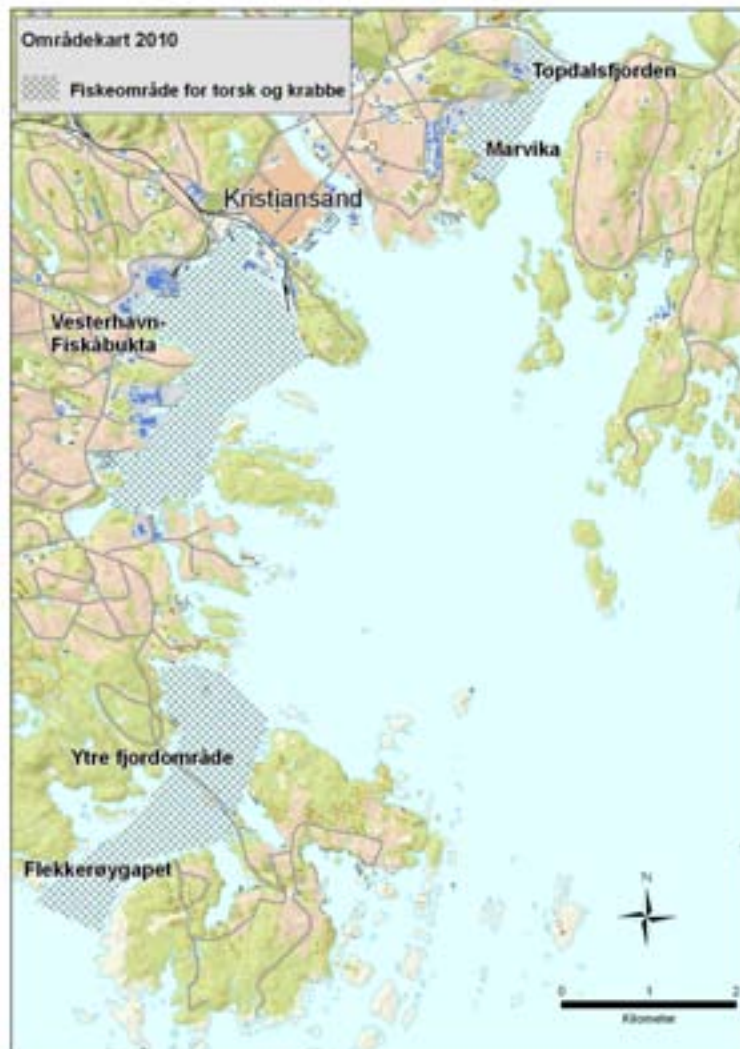 Områdekart 2010
Fiskeområde for torsk og krabbe
Topdalsfjorden
Marvika
Kristiansand
Vesterhavn-
Fiskåbukta
Ytre fjordområde
Flekkerøygapet
N
0 1 2
Kilometer